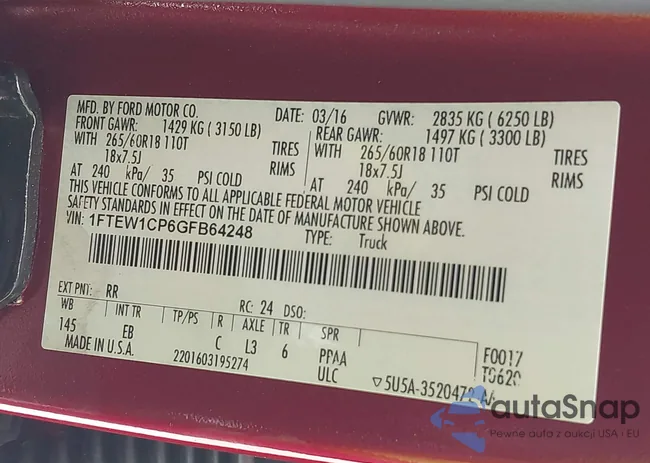 MFD. BY FORD MOTOR CO. DATE: 03/16 GVWR: 2835 KG ( 6250 LB)
FRONT GAWR: 1429 KG ( 3150 LB) REAR GAWR: 1497 KG ( 3300 LB)
WITH 265/60R18 110T TIRES WITH 265/60R18 110T TIRES
18x7.5J RIMS 18x7.5J RIMS
AT 240 kPa/ 35 PSI COLD AT 240 kPa/ 35 PSI COLD
THIS VEHICLE CONFORMS TO ALL APPLICABLE FEDERAL MOTOR VEHICLE
SAFETY STANDARDS IN EFFECT ON THE DATE OF MANUFACTURE SHOWN ABOVE.
VIN: 1FTEW1CP6GFB64248 TYPE: Truck
EXT PNT: RR RC: 24 DSO:
WB INT TR TP/PS R AXLE TR SPR F0017
145 EB C L3 6 PPAA T0620
MADE IN U.S.A. 2201603195274 ULC ▽5U5A-3520472
autaSnap
Pewne auta z aukcji USA i EU